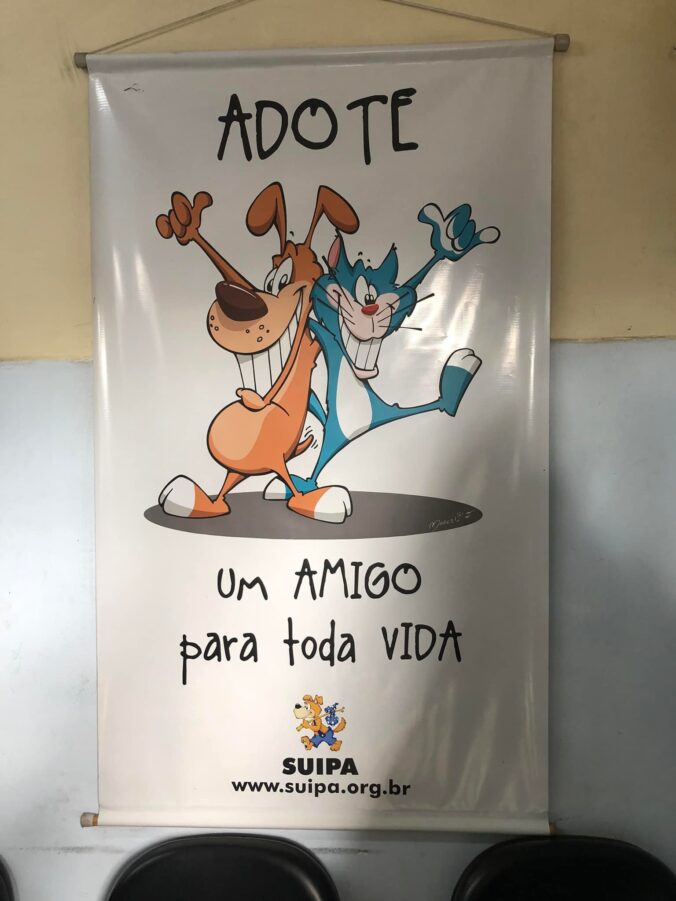 ADOTE
um AMIGO
para toda VIDA
SUIPA
www.suipa.org.br